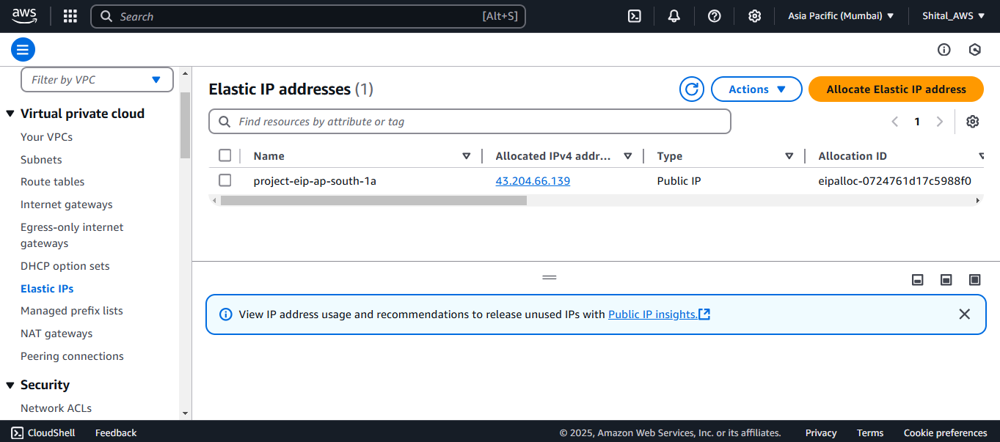 aws
Search [Alt+S]
Asia Pacific (Mumbai)
Shital_AWS
Filter by VPC
Virtual private cloud
Your VPCs
Subnets
Route tables
Internet gateways
Egress-only internet
gateways
DHCP option sets
Elastic IPs
Managed prefix lists
NAT gateways
Peering connections
Security
Network ACLs
Elastic IP addresses (1)
Actions
Allocate Elastic IP address
Find resources by attribute or tag
1
Name Allocated IPv4 addr... Type Allocation ID
project-eip-ap-south-1a 43.204.66.139 Public IP eipalloc-0724761d17c5988f0
View IP address usage and recommendations to release unused IPs with Public IP insights.
CloudShell Feedback © 2025, Amazon Web Services, Inc. or its affiliates. Privacy Terms Cookie preferences